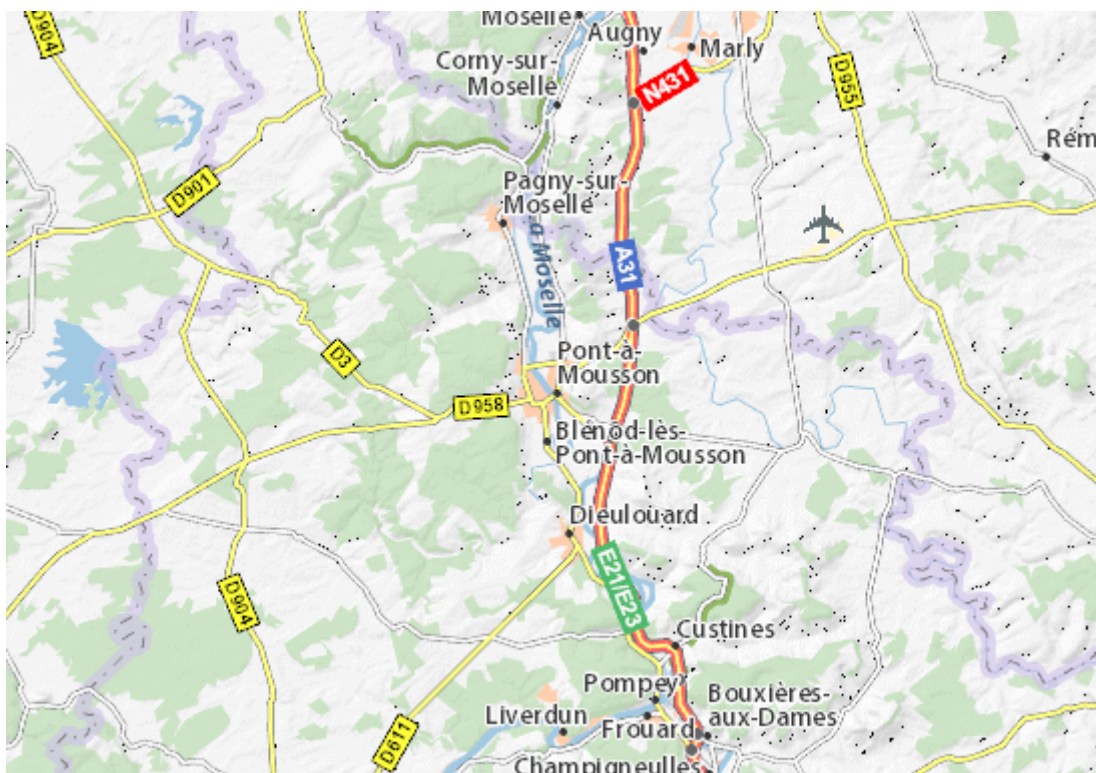 D904
Moselle
Augny
Marly
Corny-sur-
Moselle
N431
D955
Rém
D901
Pagny-sur-
Moselle
a Moselle
A31
Pont-à-
Mousson
D3
D958
Blénod-lès-
Pont-à-Mousson
Dieulouard
E21/E23
D904
Custines
Pompey
Bouxières-
aux-Dames
Liverdun
Frouard
D611
Champigneulles